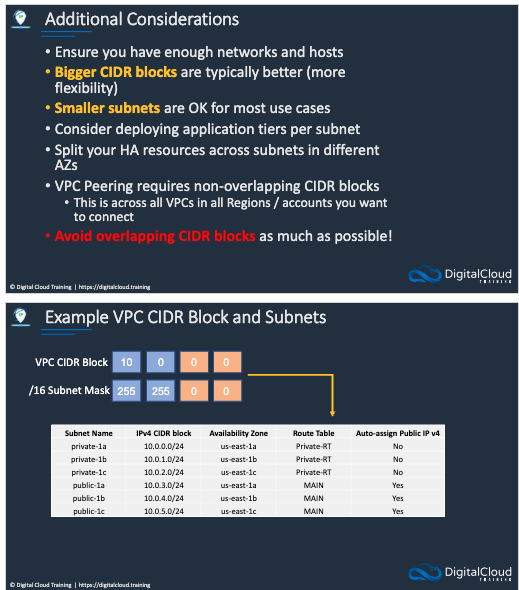 Additional Considerations
• Ensure you have enough networks and hosts
• Bigger CIDR blocks are typically better (more
flexibility)
• Smaller subnets are OK for most use cases
• Consider deploying application tiers per subnet
• Split your HA resources across subnets in different
AZs
• VPC Peering requires non-overlapping CIDR blocks
• This is across all VPCs in all Regions / accounts you want
to connect
• Avoid overlapping CIDR blocks as much as possible!
© Digital Cloud Training | https://digitalcloud.training
DigitalCloud
TRAINING
Example VPC CIDR Block and Subnets
VPC CIDR Block 10 0 0 0
/16 Subnet Mask 255 255 0 0
Subnet Name IPv4 CIDR block Availability Zone Route Table Auto-assign Public IP v4
private-1a 10.0.0.0/24 us-east-1a Private-RT No
private-1b 10.0.1.0/24 us-east-1b Private-RT No
private-1c 10.0.2.0/24 us-east-1c Private-RT No
public-1a 10.0.3.0/24 us-east-1a MAIN Yes
public-1b 10.0.4.0/24 us-east-1b MAIN Yes
public-1c 10.0.5.0/24 us-east-1c MAIN Yes
© Digital Cloud Training | https://digitalcloud.training
DigitalCloud
TRAINING